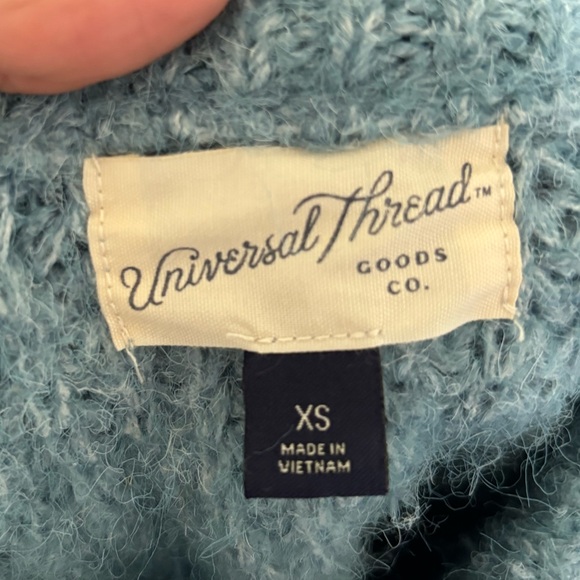 Universal Thread™
GOODS
CO.
XS
MADE IN
VIETNAM